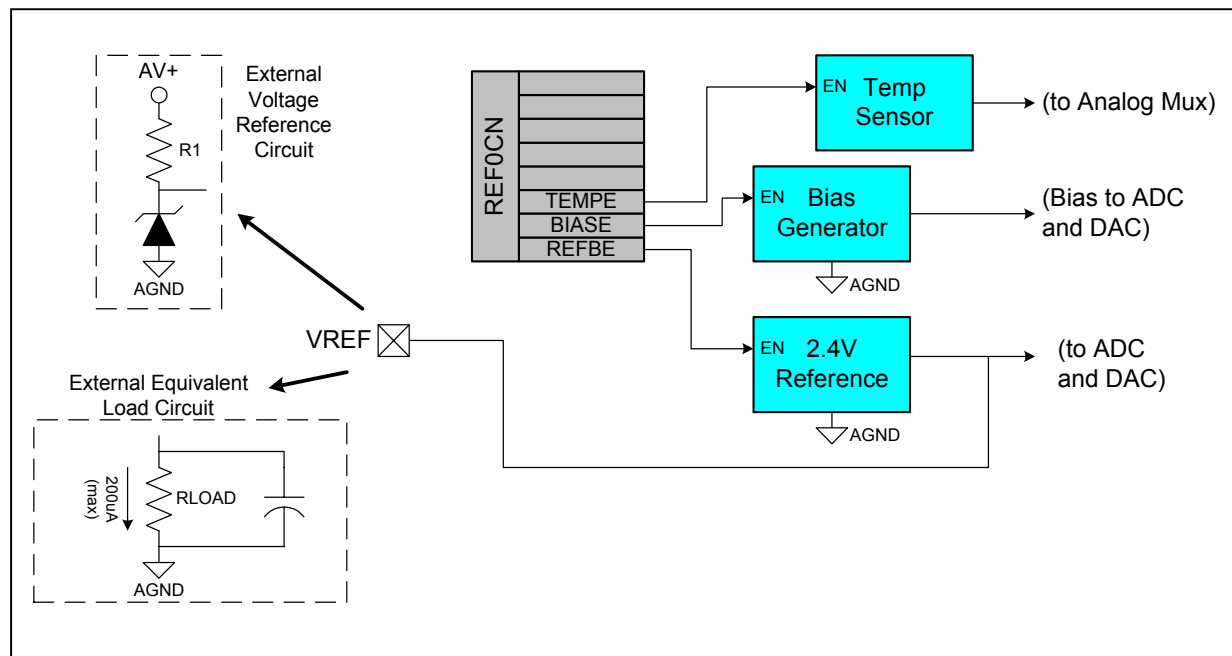 AV+
External
Voltage
Reference
Circuit
R1
AGND
REF0CN
TEMPE
BIASE
REFBE
EN
Temp
Sensor
(to Analog Mux)
EN
Bias
Generator
(Bias to ADC
and DAC)
AGND
VREF
EN
2.4V
Reference
(to ADC
and DAC)
AGND
External Equivalent
Load Circuit
200uA
(max)
RLOAD
AGND